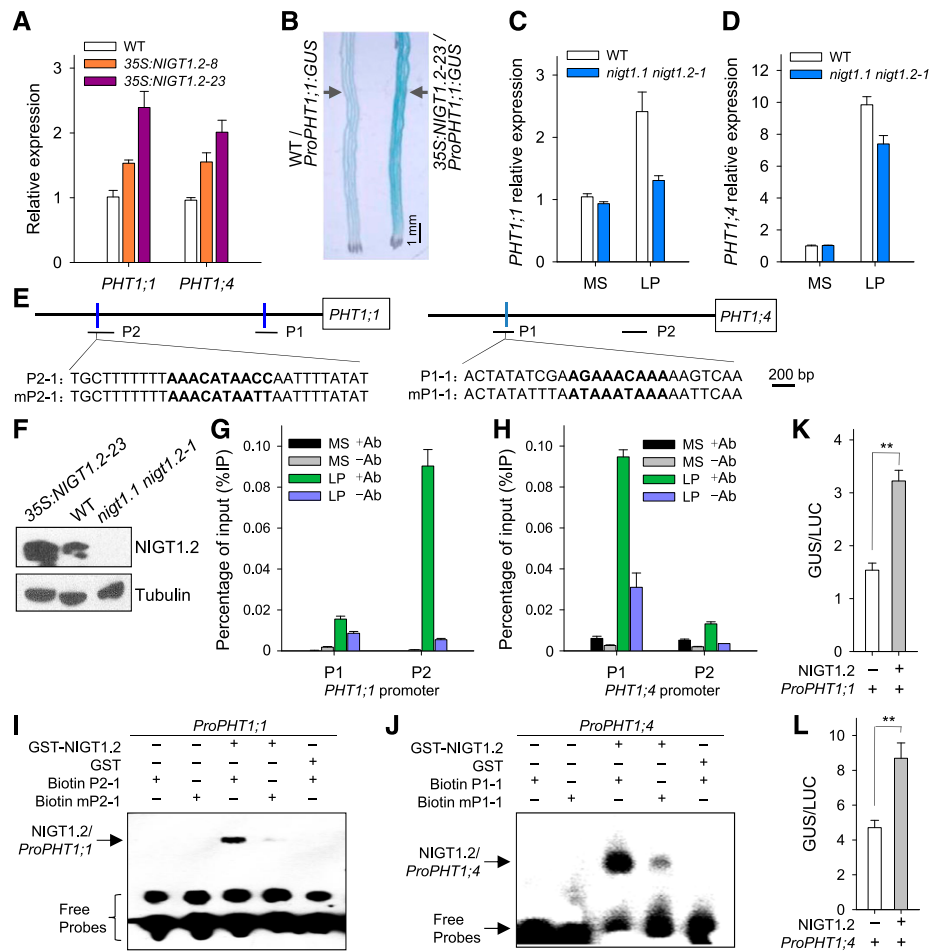 A
WT
35S:NIGT1.2-8
35S:NIGT1.2-23
Relative expression
3
2
1
0
PHT1;1
PHT1;4
B
WT /
ProPHT1;1:GUS
35S:NIGT1.2-23 /
ProPHT1;1:GUS
1 mm
C
WT
nigt1.1 nigt1.2-1
PHT1;1 relative expression
3
2
1
0
MS
LP
D
WT
nigt1.1 nigt1.2-1
PHT1;4 relative expression
12
10
8
6
4
2
0
MS
LP
E
PHT1;1
P2
P1
P2-1: TGCTTTTTTTAAACATAACCAATTTTATAT
mP2-1: TGCTTTTTTTAAACATAATTAATTTTATAT
PHT1;4
P1
P2
P1-1: ACTATATCGAAGAAACAAAAAGTCAA
mP1-1: ACTATATTTAATAAATAAAAATTCAA
200 bp
F
35S:NIGT1.2-23
WT
nigt1.1 nigt1.2-1
NIGT1.2
Tubulin
G
MS +Ab
MS −Ab
LP +Ab
LP −Ab
Percentage of input (%IP)
0.10
0.08
0.06
0.04
0.02
0
P1 P2
PHT1;1 promoter
H
MS +Ab
MS −Ab
LP +Ab
LP −Ab
Percentage of input (%IP)
0.10
0.08
0.06
0.04
0.02
0
P1 P2
PHT1;4 promoter
K
**
GUS/LUC
4
3
2
1
0
NIGT1.2 − +
ProPHT1;1 + +
I
ProPHT1;1
GST-NIGT1.2 − − + + −
GST − − − − +
Biotin P2-1 + − + − +
Biotin mP2-1 − + − + −
NIGT1.2/
ProPHT1;1
Free
Probes
J
ProPHT1;4
GST-NIGT1.2 − − + + −
GST − − − − +
Biotin P1-1 + − + − +
Biotin mP1-1 − + − + −
NIGT1.2/
ProPHT1;4
Free
Probes
L
**
GUS/LUC
10
8
6
4
2
0
NIGT1.2 − +
ProPHT1;4 + +